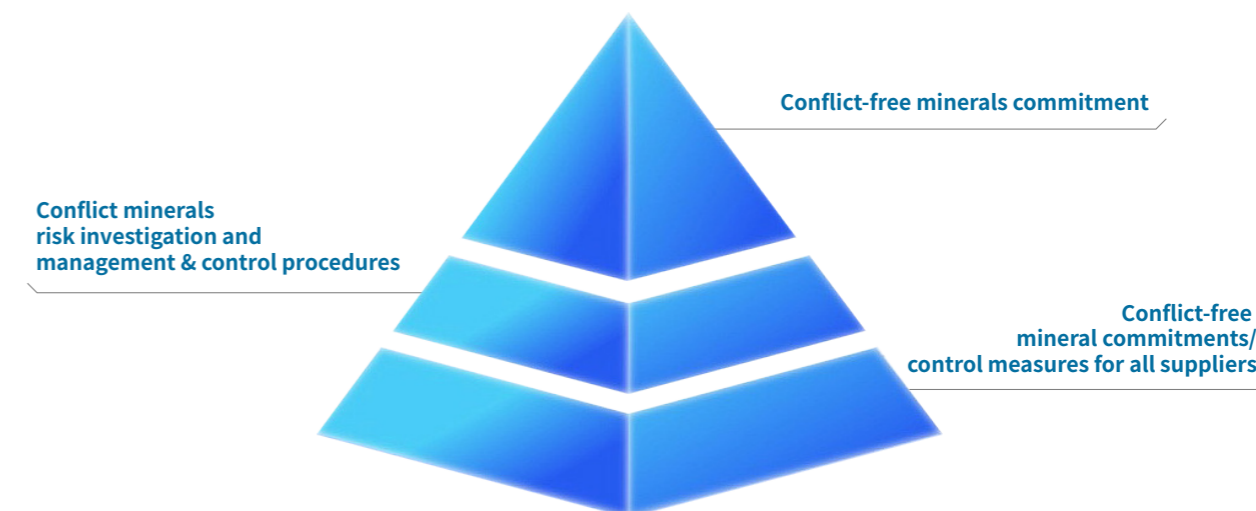 Conflict-free minerals commitment
Conflict minerals
risk investigation and
management & control procedures
Conflict-free
mineral commitments/
control measures for all suppliers